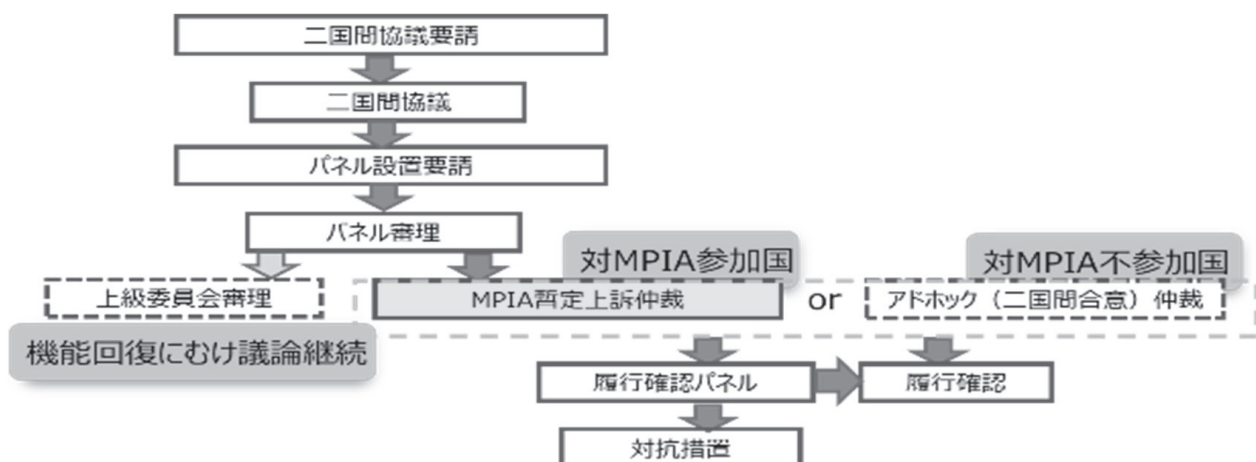 二国間協議要請
二国間協議
パネル設置要請
パネル審理
対MPIA参加国
対MPIA不参加国
上級委員会審理
MPIA暫定上訴仲裁
or
アドホック（二国間合意）仲裁
機能回復にむけ議論継続
履行確認パネル
履行確認
対抗措置